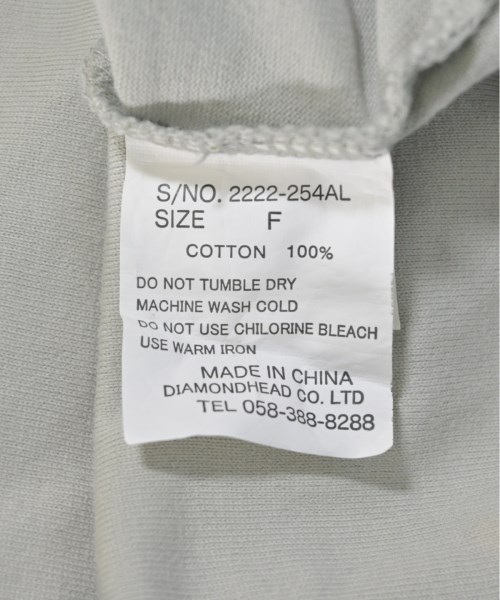 S/NO. 2222-254AL
SIZE F
COTTON 100%
DO NOT TUMBLE DRY
MACHINE WASH COLD
DO NOT USE CHILORINE BLEACH
USE WARM IRON
MADE IN CHINA
DIAMONDHEAD CO. LTD
TEL 058-388-8288